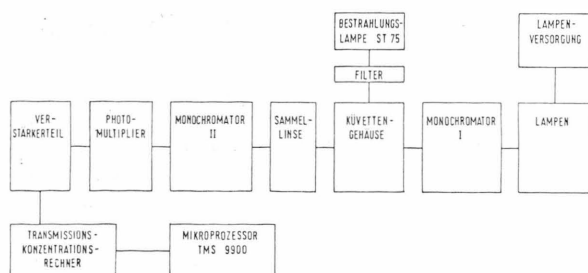 BESTRAHLUNGS-
LAMPE ST 75
LAMPEN-
VERSORGUNG
FILTER
VER-
STÄRKERTEIL
PHOTO-
MULTIPLIER
MONOCHROMATOR
II
SAMMEL-
LINSE
KÜVETTEN-
GEHÄUSE
MONOCHROMATOR
I
LAMPEN
TRANSMISSIONS-
KONZENTRATIONS-
RECHNER
MIKROPROZESSOR
TMS 9900